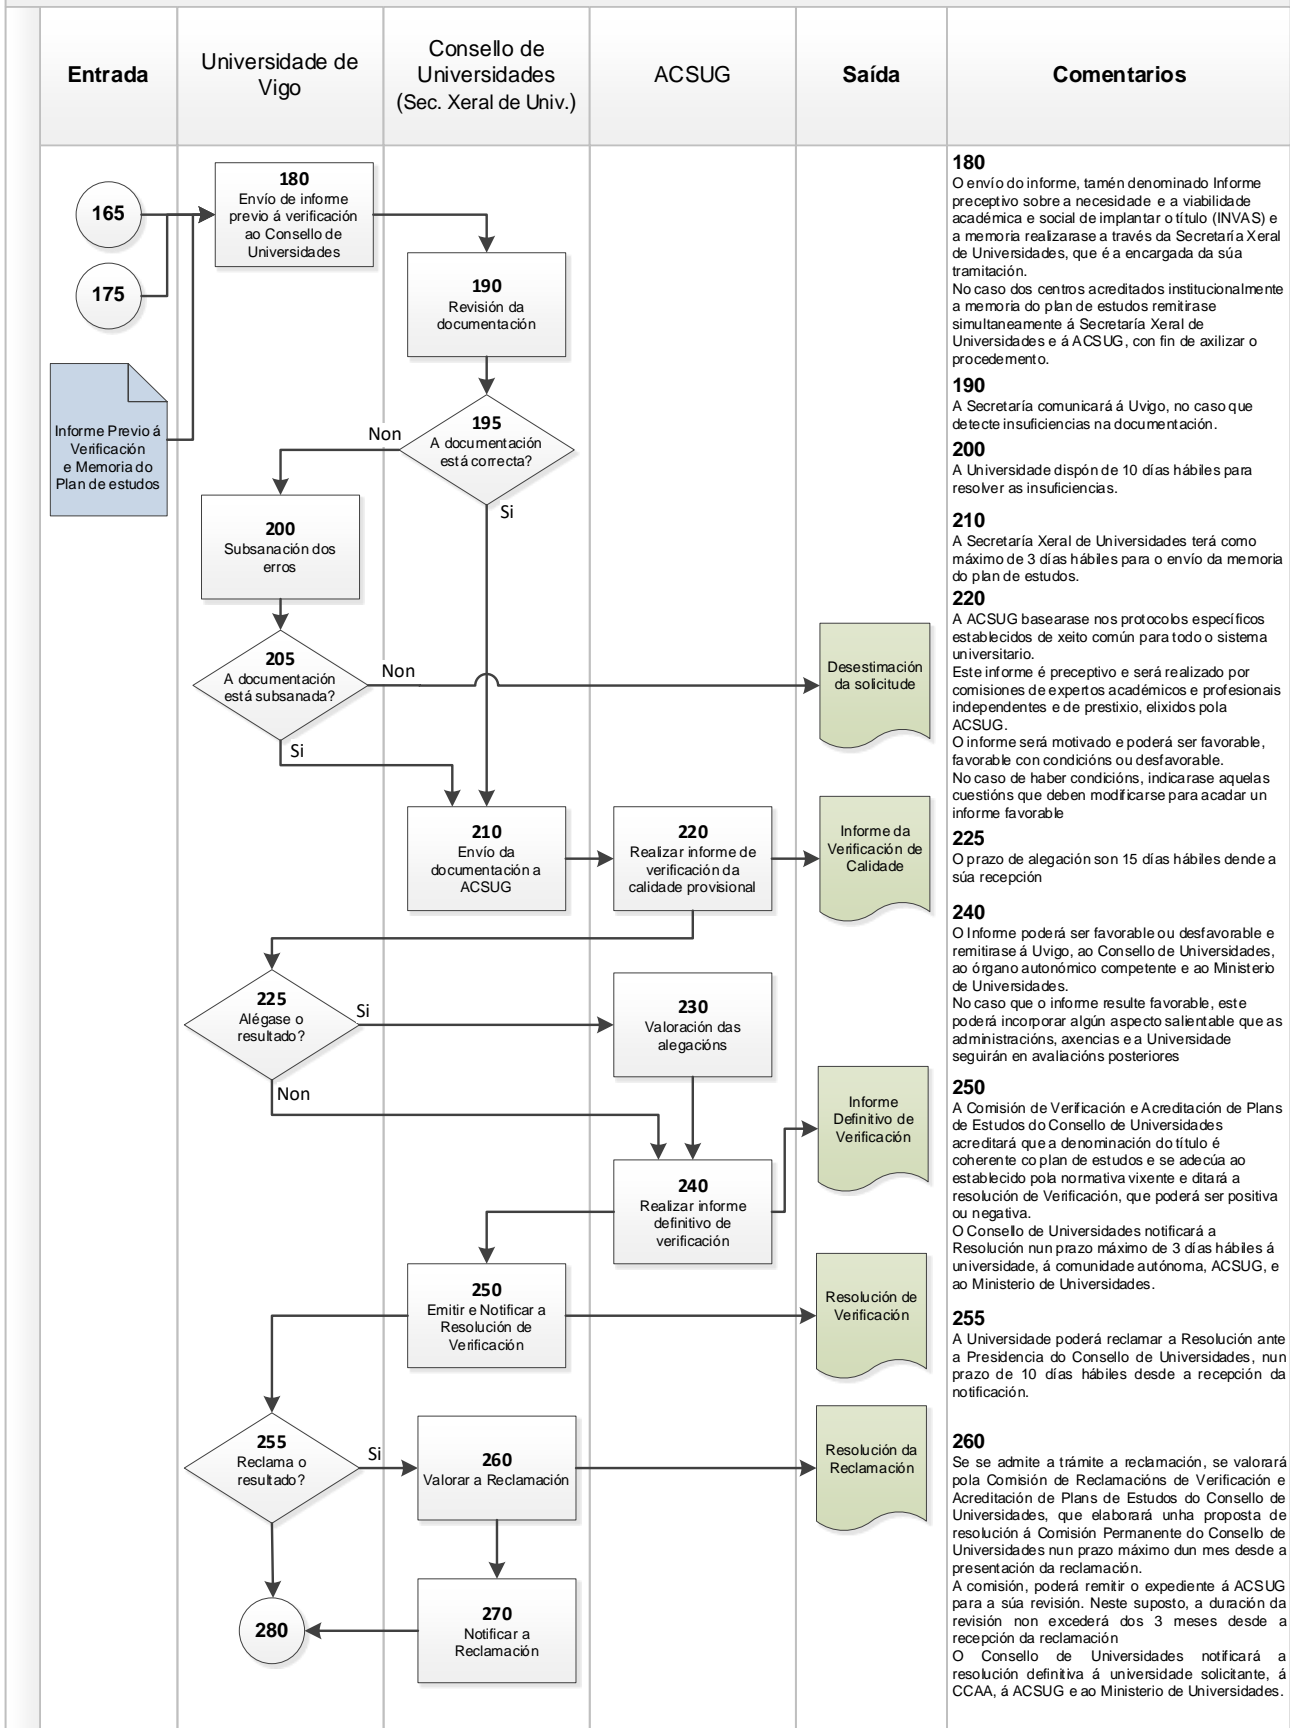 Entrada
Universidade de
Vigo
Consello de
Universidades
(Sec. Xeral de Univ.)
ACSUG
Saída
Comentarios
165
175
Informe Previo á
Verificación
e Memoria do
Plan de estudos
180
Envío de informe
previo á verificación
ao Consello de
Universidades
190
Revisión da
documentación
195
A documentación
está correcta?
Non
Si
200
Subsanación dos
erros
205
A documentación
está subsanada?
Non
Si
Desestimación
da solicitude
210
Envío da
documentación a
ACSUG
220
Realizar informe de
verificación da
calidade provisional
Informe da
Verificación de
Calidade
225
Alégase o
resultado?
Si
Non
230
Valoración das
alegacións
240
Realizar informe
definitivo de
verificación
Informe
Definitivo de
Verificación
250
Emitir e Notificar a
Resolución de
Verificación
Resolución de
Verificación
255
Reclama o
resultado?
Si
260
Valorar a Reclamación
Resolución da
Reclamación
270
Notificar a
Reclamación
280
180
O envío do informe, tamén denominado Informe
preceptivo sobre a necesidade e a viabilidade
académica e social de implantar o título (INVAS) e
a memoria realizarase a través da Secretaría Xeral
de Universidades, que é a encargada da súa
tramitación.
No caso dos centros acreditados institucionalmente
a memoria do plan de estudos remitirase
simultaneamente á Secretaría Xeral de
Universidades e á ACSUG, con fin de axilizar o
procedemento.
190
A Secretaría comunicará á Uvigo, no caso que
detecte insuficiencias na documentación.
200
A Universidade dispón de 10 días hábiles para
resolver as insuficiencias.
210
A Secretaría Xeral de Universidades terá como
máximo de 3 días hábiles para o envío da memoria
do plan de estudos.
220
A ACSUG basearase nos protocolos específicos
establecidos de xeito común para todo o sistema
universitario.
Este informe é preceptivo e será realizado por
comisiones de expertos académicos e profesionais
independentes e de prestixio, elixidos pola
ACSUG.
O informe será motivado e poderá ser favorable,
favorable con condicións ou desfavorable.
No caso de haber condicións, indicarase aquelas
cuestións que deben modificarse para acadar un
informe favorable
225
O prazo de alegación son 15 días hábiles dende a
súa recepción
240
O Informe poderá ser favorable ou desfavorable e
remitirase á Uvigo, ao Consello de Universidades,
ao órgano autonómico competente e ao Ministerio
de Universidades.
No caso que o informe resulte favorable, este
poderá incorporar algún aspecto salientable que as
administracións, axencias e a Universidade
seguirán en avaliacións posteriores
250
A Comisión de Verificación e Acreditación de Plans
de Estudos do Consello de Universidades
acreditará que a denominación do título é
coherente co plan de estudos e se adecúa ao
establecido pola normativa vixente e ditará a
resolución de Verificación, que poderá ser positiva
ou negativa.
O Consello de Universidades notificará a
Resolución nun prazo máximo de 3 días hábiles á
universidade, á comunidade autónoma, ACSUG, e
ao Ministerio de Universidades.
255
A Universidade poderá reclamar a Resolución ante
a Presidencia do Consello de Universidades, nun
prazo de 10 días hábiles desde a recepción da
notificación.
260
Se se admite a trámite a reclamación, se valorará
pola Comisión de Reclamacións de Verificación e
Acreditación de Plans de Estudos do Consello de
Universidades, que elaborará unha proposta de
resolución á Comisión Permanente do Consello de
Universidades nun prazo máximo dun mes desde a
presentación da reclamación.
A comisión, poderá remitir o expediente á ACSUG
para a súa revisión. Neste suposto, a duración da
revisión non excederá dos 3 meses desde a
recepción da reclamación
O Consello de Universidades notificará a
resolución definitiva á universidade solicitante, á
CCAA, á ACSUG e ao Ministerio de Universidades.